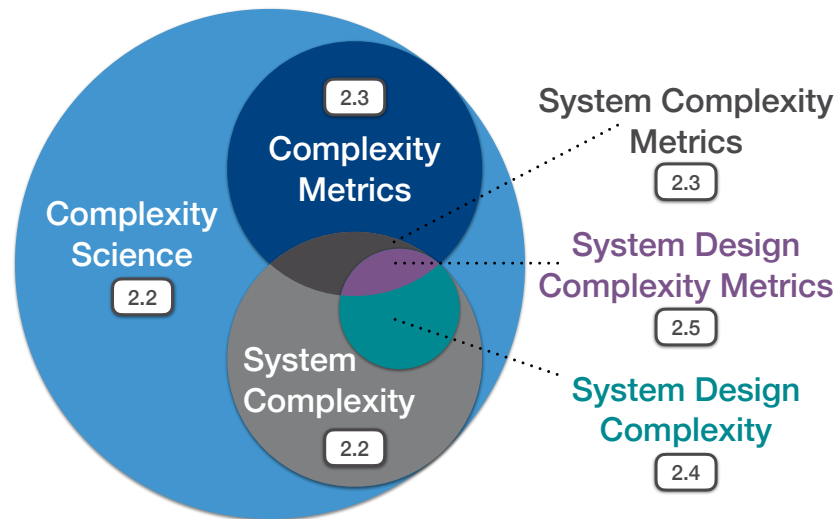 2.3
Complexity
Metrics
Complexity
Science
2.2
System
Complexity
2.2
System Complexity
Metrics
2.3
System Design
Complexity Metrics
2.5
System Design
Complexity
2.4